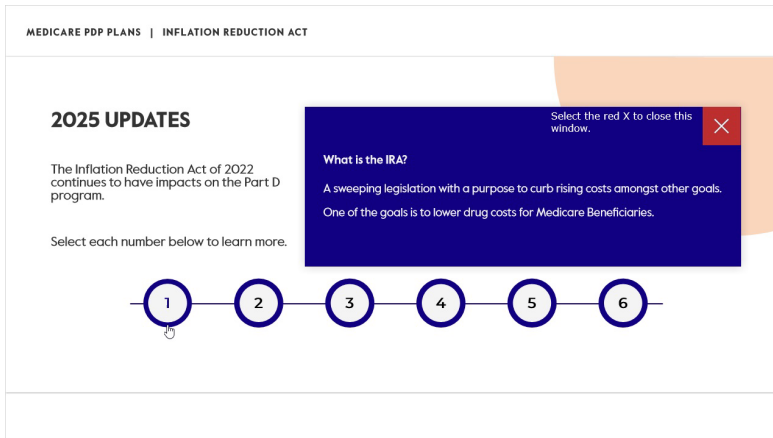 MEDICARE PDP PLANS | INFLATION REDUCTION ACT
2025 UPDATES
The Inflation Reduction Act of 2022
continues to have impacts on the Part D
program.
Select each number below to learn more.
Select the red X to close this
window.
What is the IRA?
A sweeping legislation with a purpose to curb rising costs amongst other goals.
One of the goals is to lower drug costs for Medicare Beneficiaries.
1 2 3 4 5 6